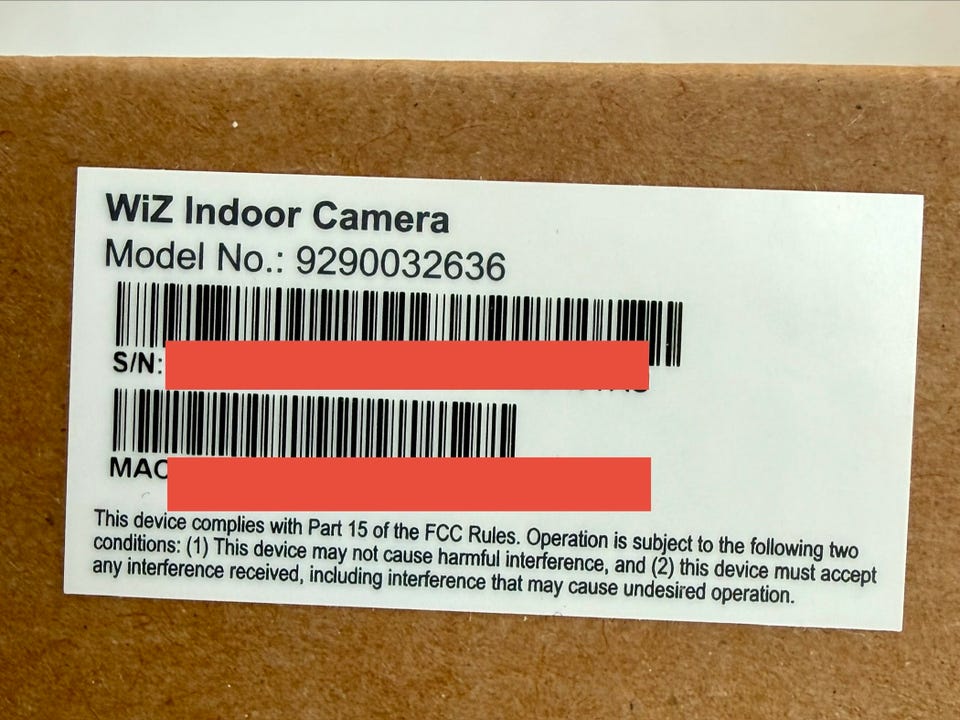 WiZ Indoor Camera
Model No.: 9290032636
S/N:
MAC
This device complies with Part 15 of the FCC Rules. Operation is subject to the following two
conditions: (1) This device may not cause harmful interference, and (2) this device must accept
any interference received, including interference that may cause undesired operation.